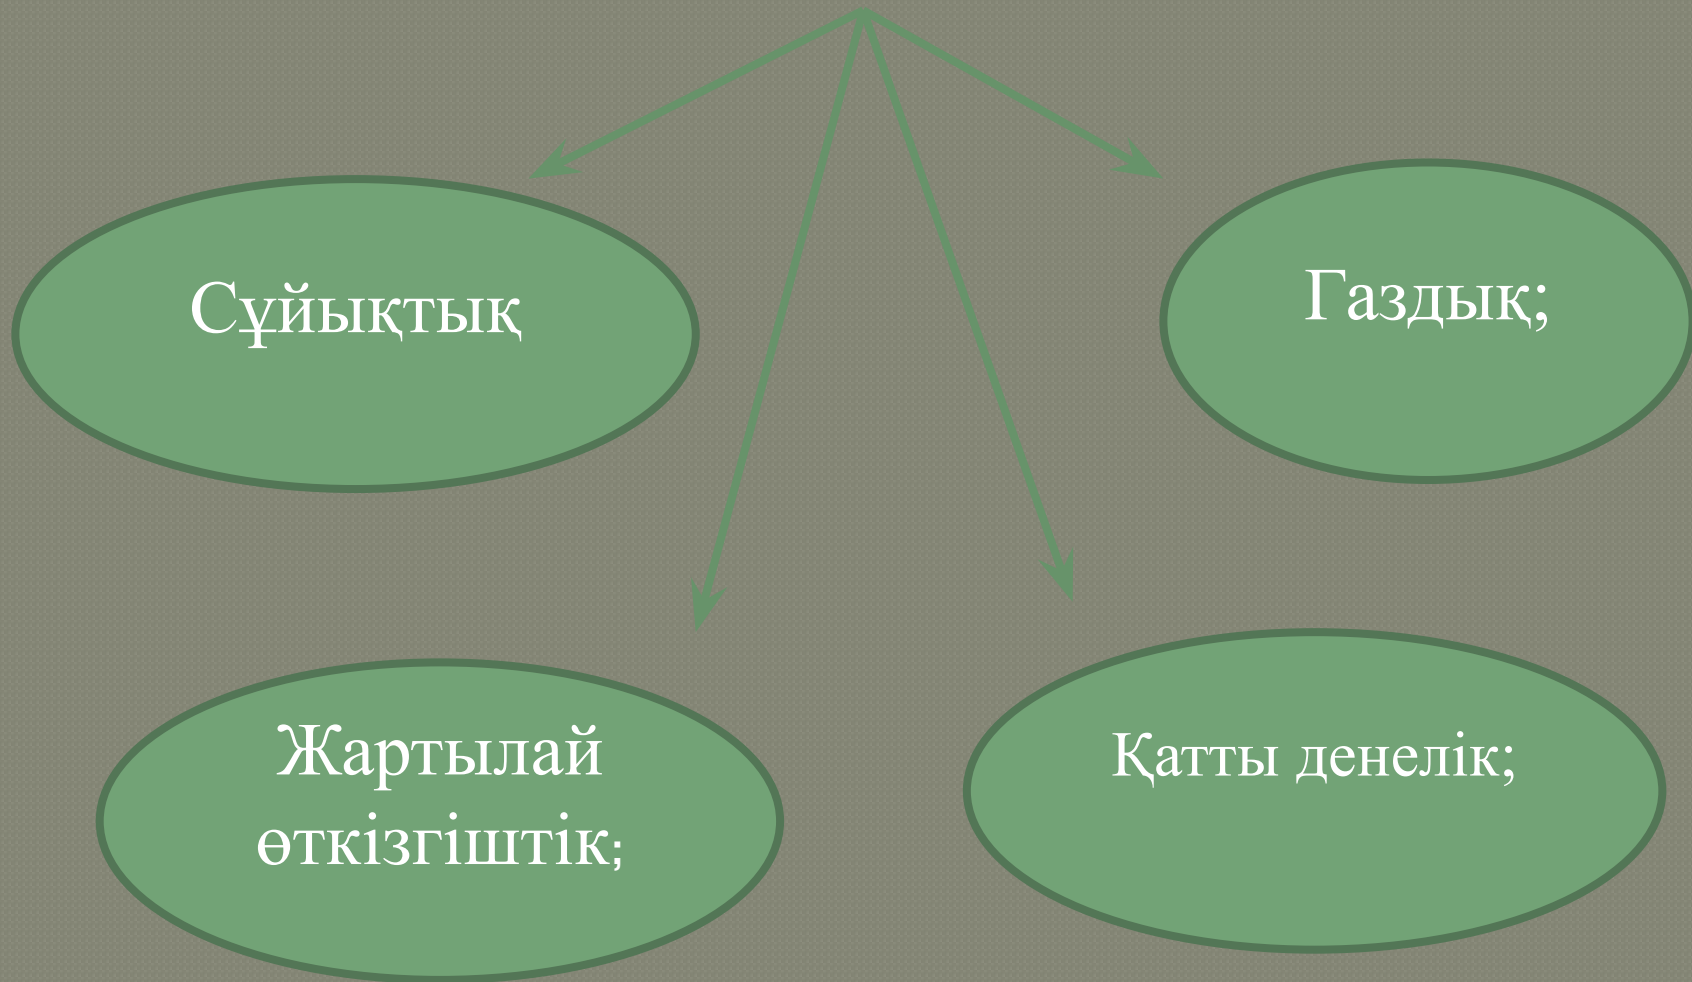 Сұйықтық
Газдық;
Жартылай
өткізгіштік;
Қатты денелік;